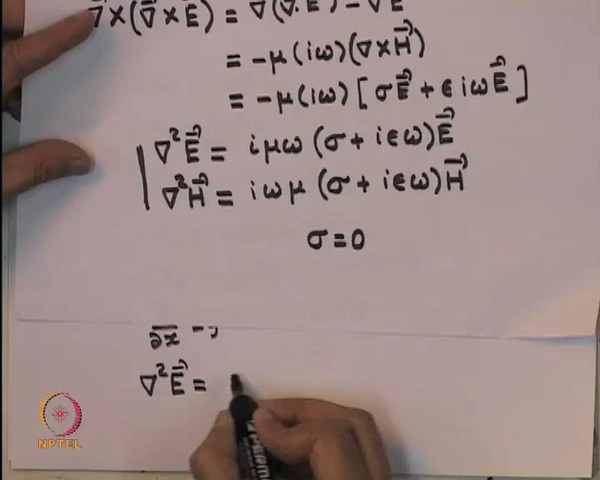 ∇×(∇⃗×E⃗) = ∇(∇.E⃗) − ∇²E⃗
= -μ(iω)(∇×H⃗)
= -μ(iω)[σE⃗ + ϵiωE⃗]
∇²E⃗ = iμω(σ + iϵω)E⃗
∇²H⃗ = iωμ(σ + iϵω)H⃗
σ = 0
∂x
∇²E⃗ =
NPTEL